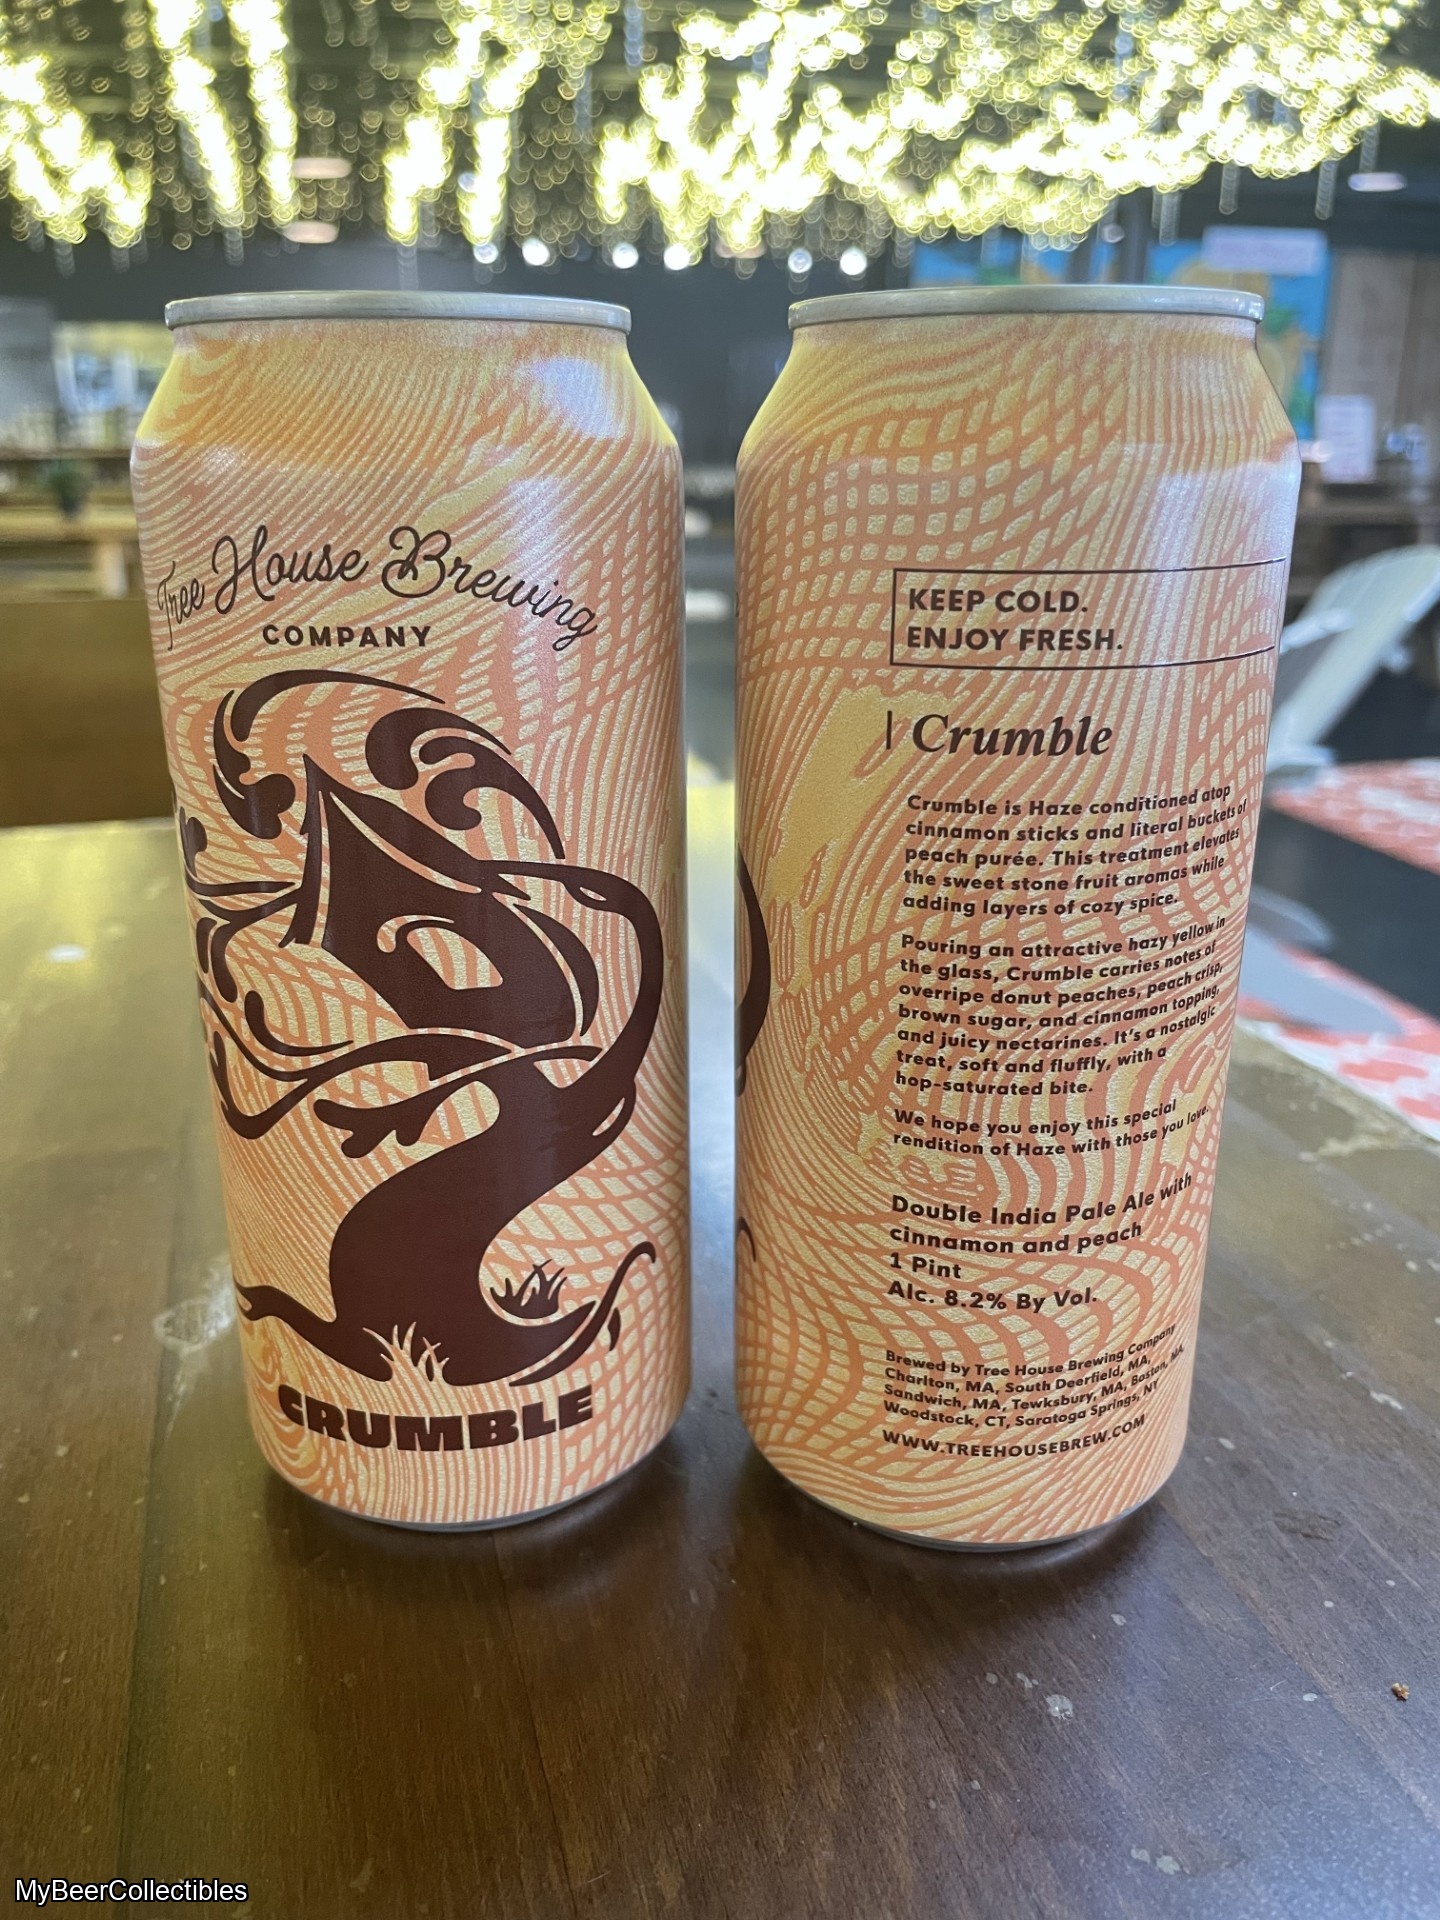 Tree House Brewing
COMPANY
CRUMBLE
KEEP COLD.
ENJOY FRESH.
| Crumble
Crumble is Haze conditioned atop
cinnamon sticks and literal buckets of
peach purée. This treatment elevates
the sweet stone fruit aromas while
adding layers of cozy spice.
Pouring an attractive hazy yellow in
the glass, Crumble carries notes of
overripe donut peaches, peach crisp,
brown sugar, and cinnamon topping,
and juicy nectarines. It's a nostalgic
treat, soft and fluffly, with a
hop-saturated bite.
We hope you enjoy this special
rendition of Haze with those you love.
Double India Pale Ale with
cinnamon and peach
1 Pint
Alc. 8.2% By Vol.
Brewed by Tree House Brewing Company
Charlton, MA, South Deerfield, MA,
Sandwich, MA, Tewksbury, MA, Boston, MA,
Woodstock, CT, Saratoga Springs, NY
WWW.TREEHOUSEBREW.COM
MyBeerCollectibles